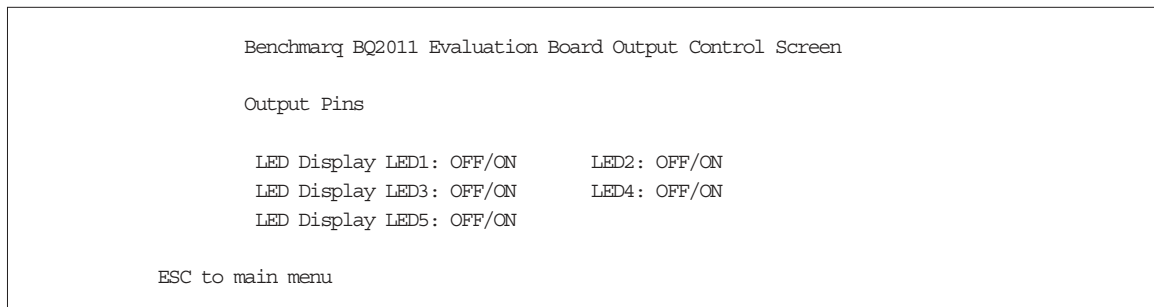 Benchmarq BQ2011 Evaluation Board Output Control Screen
Output Pins
LED Display LED1: OFF/ON LED2: OFF/ON
LED Display LED3: OFF/ON LED4: OFF/ON
LED Display LED5: OFF/ON
ESC to main menu